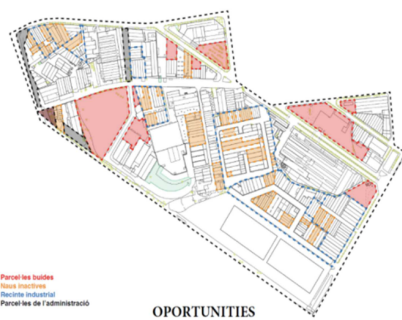 Parcel·les buides
Naus inactives
Recinte industrial
Parcel·les de l'administració
OPORTUNITIES